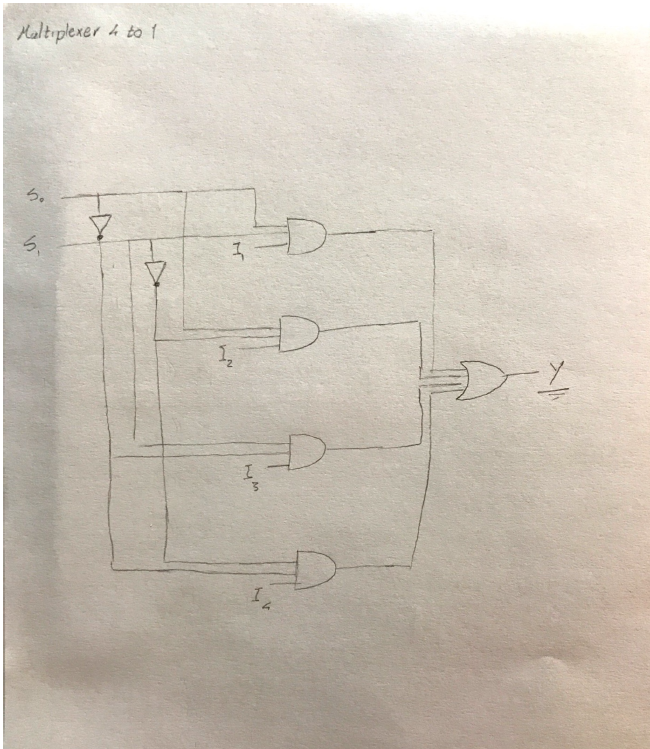 Multiplexer 4 to 1
S₀
S₁
I₁
I₂
Y
I₃
I₄